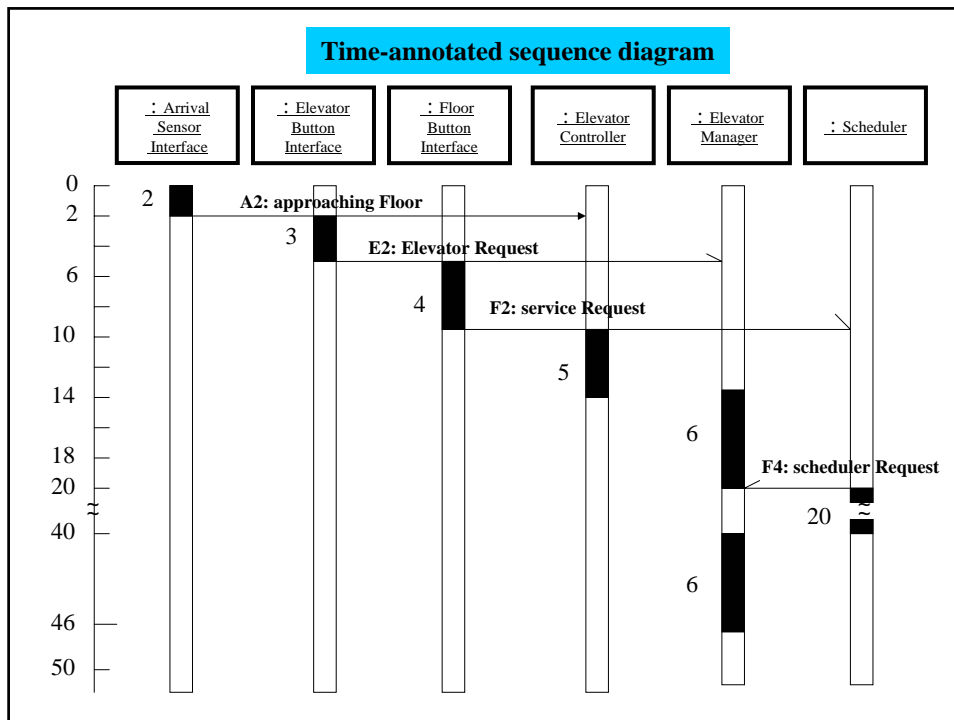 Time-annotated sequence diagram
: Arrival
Sensor
Interface
: Elevator
Button
Interface
: Floor
Button
Interface
: Elevator
Controller
: Elevator
Manager
: Scheduler
0
2
6
10
14
18
20
≈
40
46
50
2
A2: approaching Floor
3
E2: Elevator Request
4
F2: service Request
5
6
F4: scheduler Request
20
≈
6